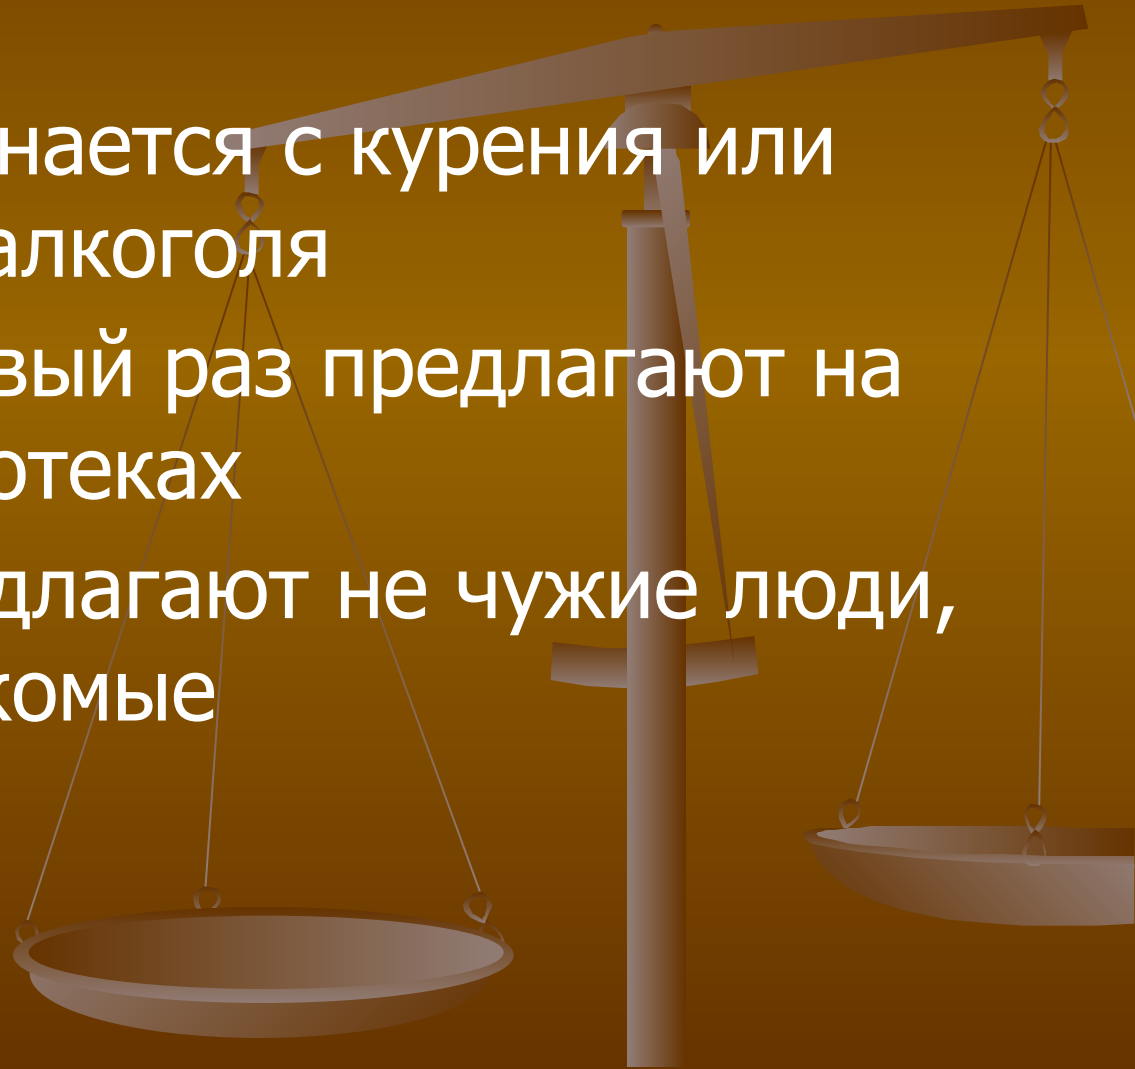 нается с курения или
алкоголя
вый раз предлагают на
отеках
длагают не чужие люди,
комые